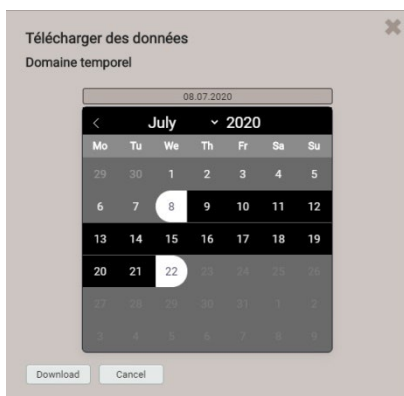 Télécharger des données
Domaine temporel
08.07.2020
July 2020
Mo Tu We Th Fr Sa Su
29 30 1 2 3 4 5
6 7 8 9 10 11 12
13 14 15 16 17 18 19
20 21 22 23 24 25 26
27 28 29 30 31 1 2
3 4 5 6 7 8 9
Download Cancel